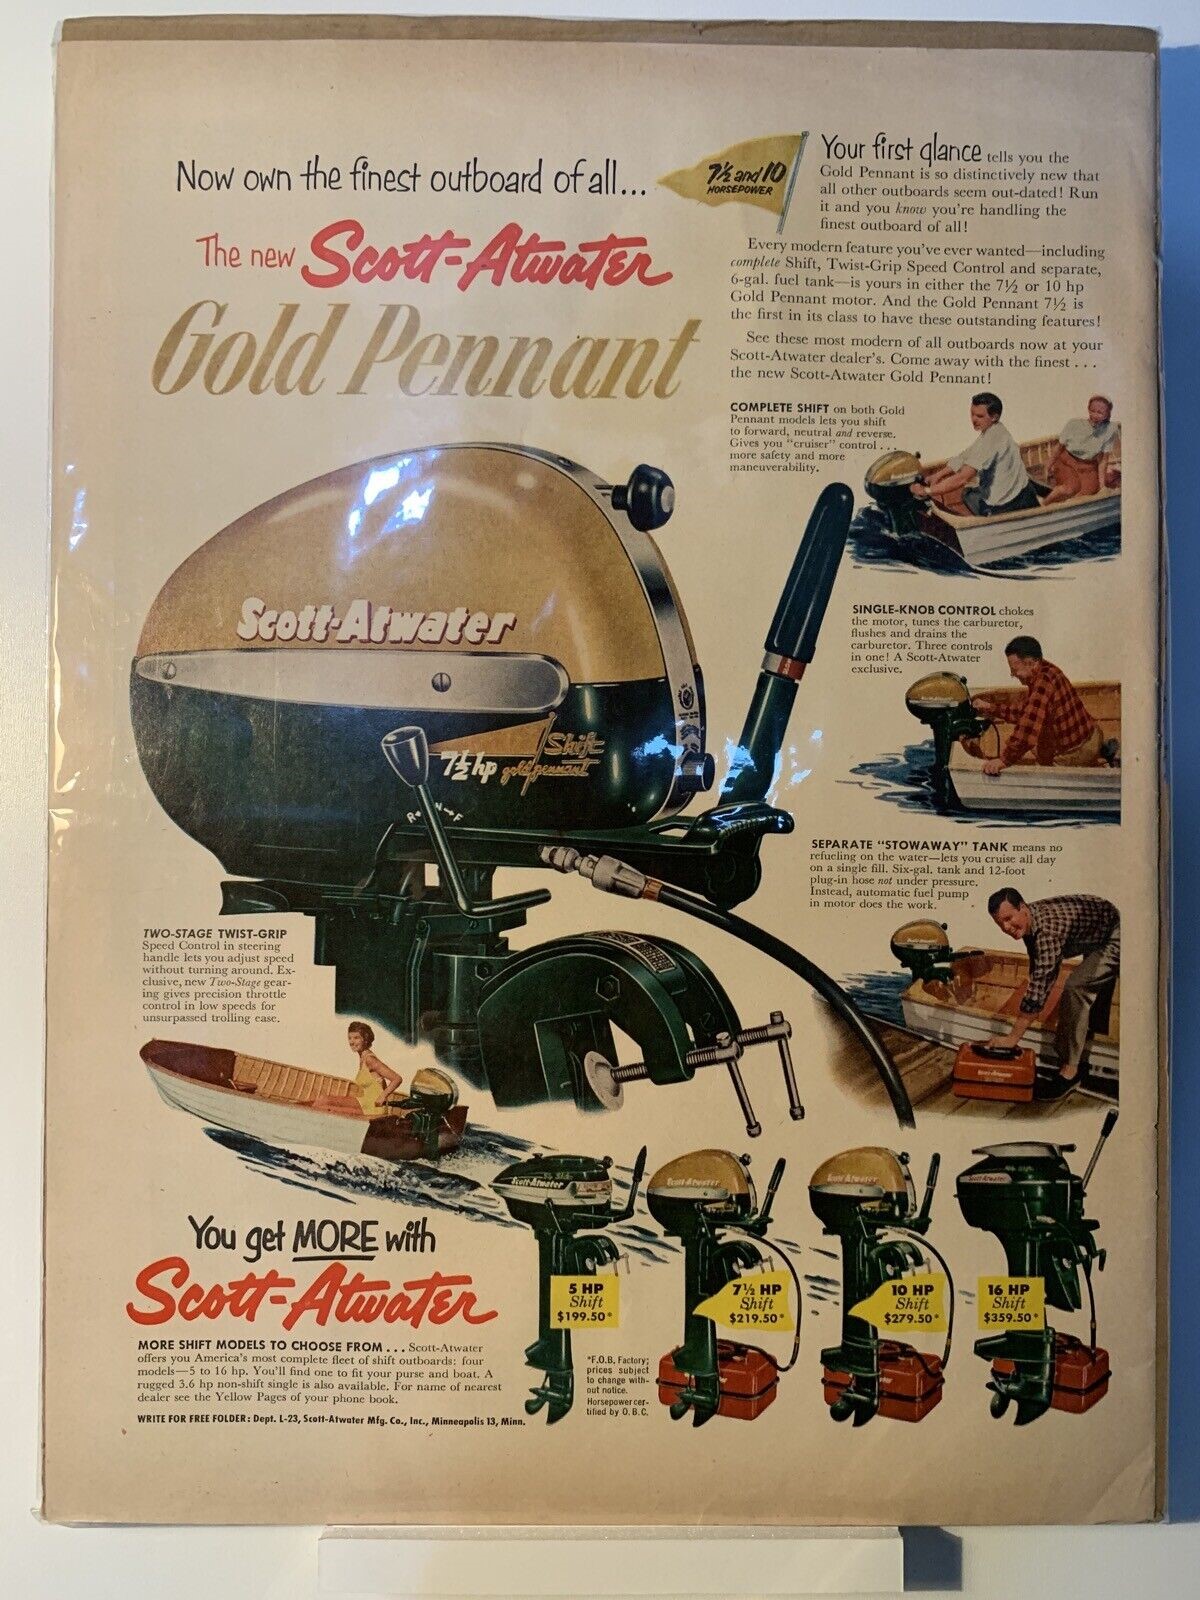 Now own the finest outboard of all...
7½ and 10
HORSEPOWER
The new Scott-Atwater
Gold Pennant
Your first glance tells you the
Gold Pennant is so distinctively new that
all other outboards seem out-dated! Run
it and you know you're handling the
finest outboard of all!
Every modern feature you've ever wanted—including
complete Shift, Twist-Grip Speed Control and separate,
6-gal. fuel tank—is yours in either the 7½ or 10 hp
Gold Pennant motor. And the Gold Pennant 7½ is
the first in its class to have these outstanding features!
See these most modern of all outboards now at your
Scott-Atwater dealer's. Come away with the finest . . .
the new Scott-Atwater Gold Pennant!
COMPLETE SHIFT on both Gold
Pennant models lets you shift
to forward, neutral and reverse.
Gives you "cruiser" control . . .
more safety and more
maneuverability.
Scott-Atwater
7½ hp
Shift
gold pennant
R N F
SINGLE-KNOB CONTROL chokes
the motor, tunes the carburetor,
flushes and drains the
carburetor. Three controls
in one! A Scott-Atwater
exclusive.
SEPARATE "STOWAWAY" TANK means no
refueling on the water—lets you cruise all day
on a single fill. Six-gal. tank and 12-foot
plug-in hose not under pressure.
Instead, automatic fuel pump
in motor does the work.
TWO-STAGE TWIST-GRIP
Speed Control in steering
handle lets you adjust speed
without turning around. Ex-
clusive, new Two-Stage gear-
ing gives precision throttle
control in low speeds for
unsurpassed trolling ease.
Scott-Atwater
Scott-Atwater
Scott-Atwater
Scott-Atwater
You get MORE with
Scott-Atwater
5 HP
Shift
$199.50*
7½ HP
Shift
$219.50*
10 HP
Shift
$279.50*
16 HP
Shift
$359.50*
MORE SHIFT MODELS TO CHOOSE FROM . . . Scott-Atwater
offers you America's most complete fleet of shift outboards: four
models—5 to 16 hp. You'll find one to fit your purse and boat. A
rugged 3.6 hp non-shift single is also available. For name of nearest
dealer see the Yellow Pages of your phone book.
WRITE FOR FREE FOLDER: Dept. L-23, Scott-Atwater Mfg. Co., Inc., Minneapolis 13, Minn.
*F.O.B. Factory;
prices subject
to change with-
out notice.
Horsepower cer-
tified by O.B.C.